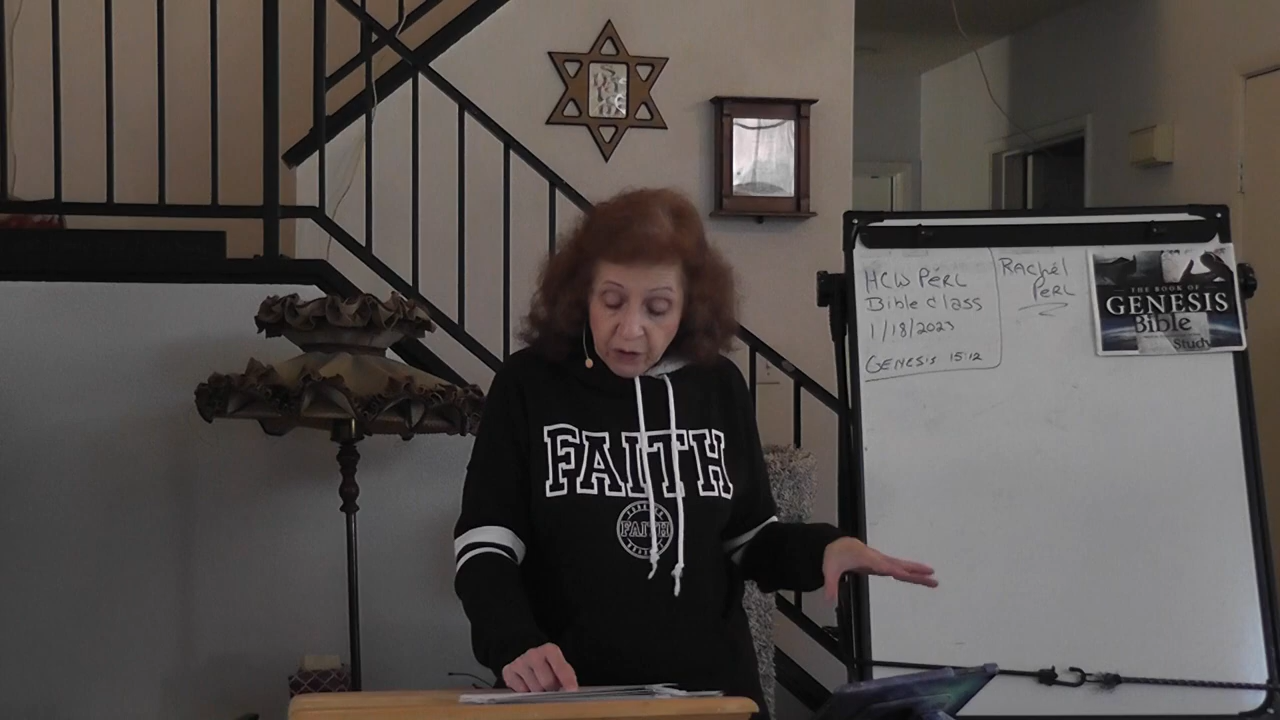 HCW PERL
Bible Class
1/18/2023
GENESIS 15:12
RACHÉL
PERL
THE BOOK OF
GENESIS
Bible
Study
FAITH
FAITH